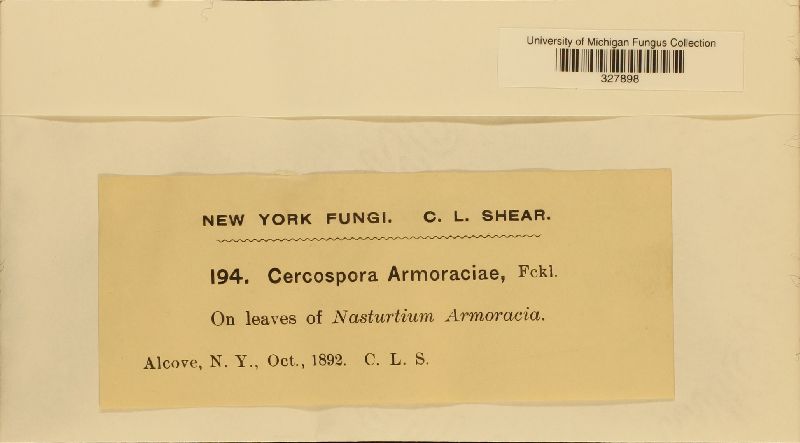 University of Michigan Fungus Collection
327898
NEW YORK FUNGI. C. L. SHEAR.
194. Cercospora Armoraciae, Fckl.
On leaves of Nasturtium Armoracia.
Alcove, N. Y., Oct., 1892. C. L. S.